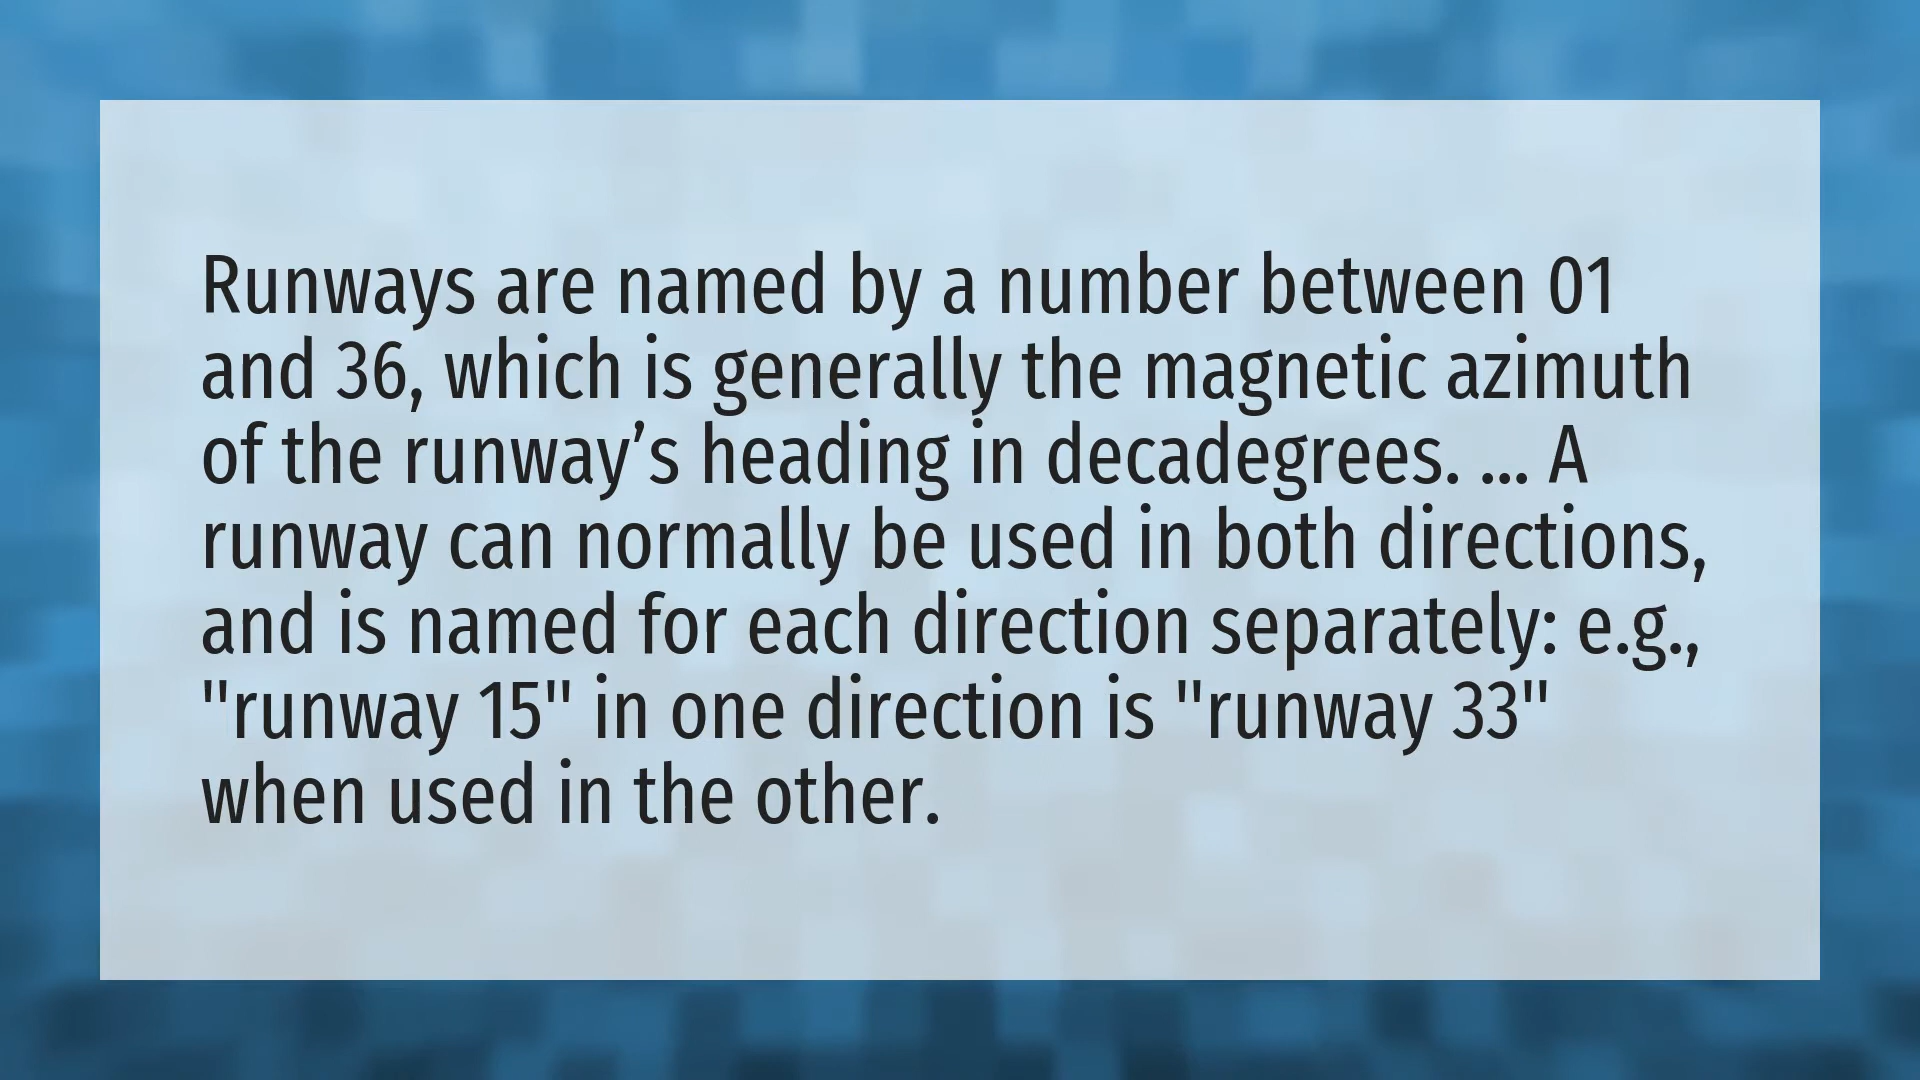 Runways are named by a number between 01
and 36, which is generally the magnetic azimuth
of the runway’s heading in decadegrees. ... A
runway can normally be used in both directions,
and is named for each direction separately: e.g.,
"runway 15" in one direction is "runway 33"
when used in the other.